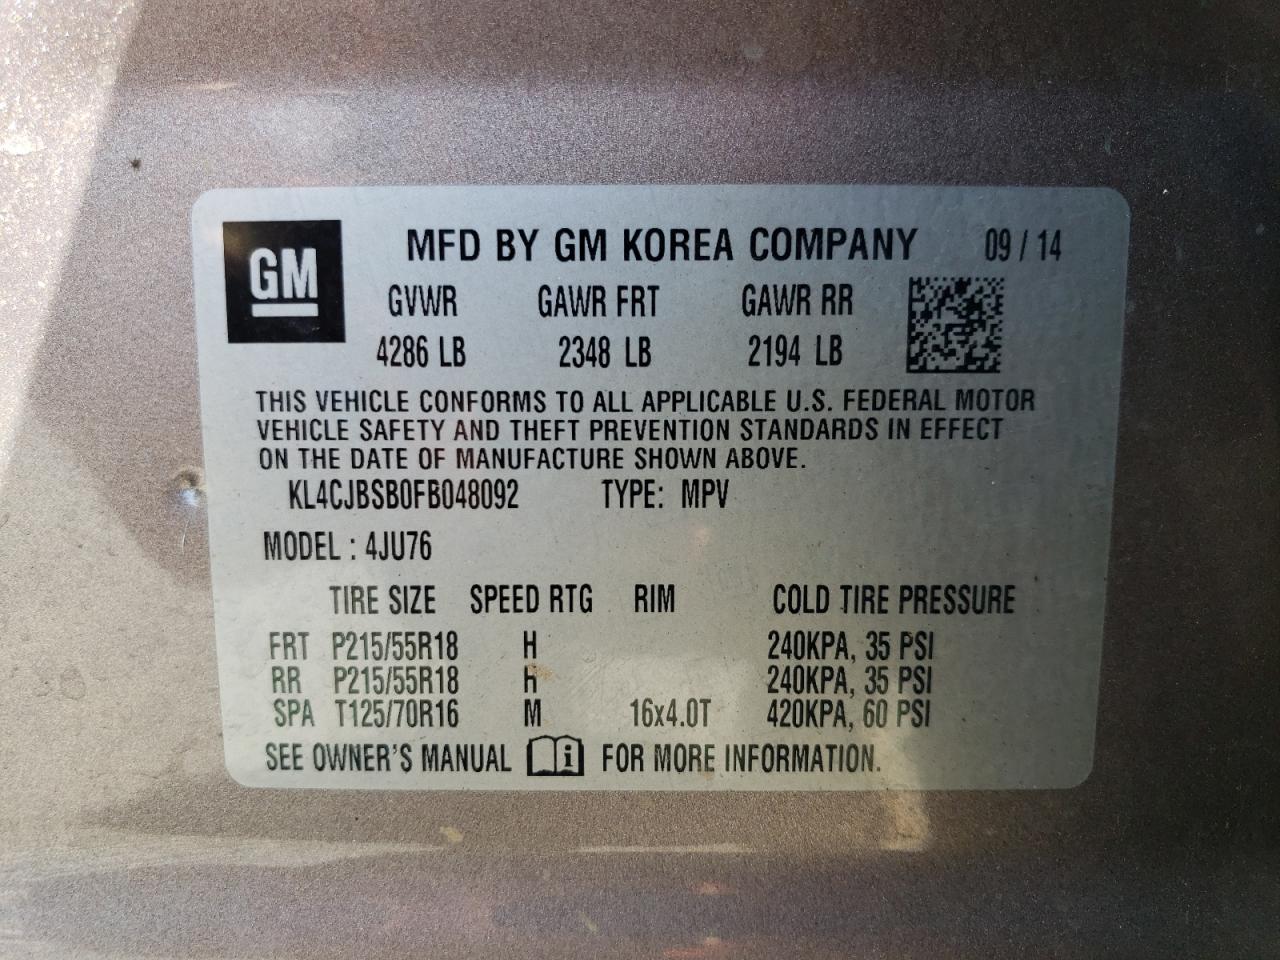 GM MFD BY GM KOREA COMPANY 09 / 14
GVWR GAWR FRT GAWR RR
4286 LB 2348 LB 2194 LB
THIS VEHICLE CONFORMS TO ALL APPLICABLE U.S. FEDERAL MOTOR
VEHICLE SAFETY AND THEFT PREVENTION STANDARDS IN EFFECT
ON THE DATE OF MANUFACTURE SHOWN ABOVE.
KL4CJBSB0FB048092 TYPE: MPV
MODEL : 4JU76
TIRE SIZE SPEED RTG RIM COLD TIRE PRESSURE
FRT P215/55R18 H 240KPA, 35 PSI
RR P215/55R18 H 240KPA, 35 PSI
SPA T125/70R16 M 16x4.0T 420KPA, 60 PSI
SEE OWNER'S MANUAL FOR MORE INFORMATION.